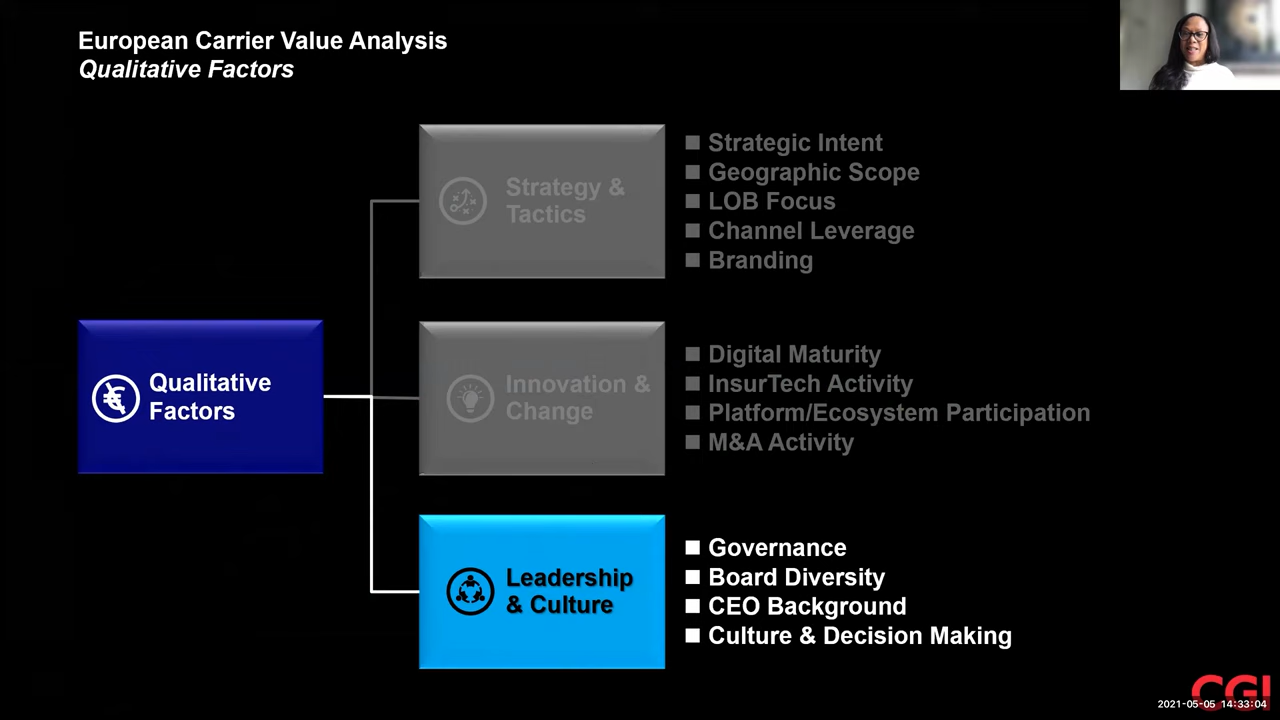 European Carrier Value Analysis
Qualitative Factors
Strategy &
Tactics
■ Strategic Intent
■ Geographic Scope
■ LOB Focus
■ Channel Leverage
■ Branding
Qualitative
Factors
Innovation &
Change
■ Digital Maturity
■ InsurTech Activity
■ Platform/Ecosystem Participation
■ M&A Activity
Leadership
& Culture
■ Governance
■ Board Diversity
■ CEO Background
■ Culture & Decision Making
CGI
2021-05-05 14:33:04